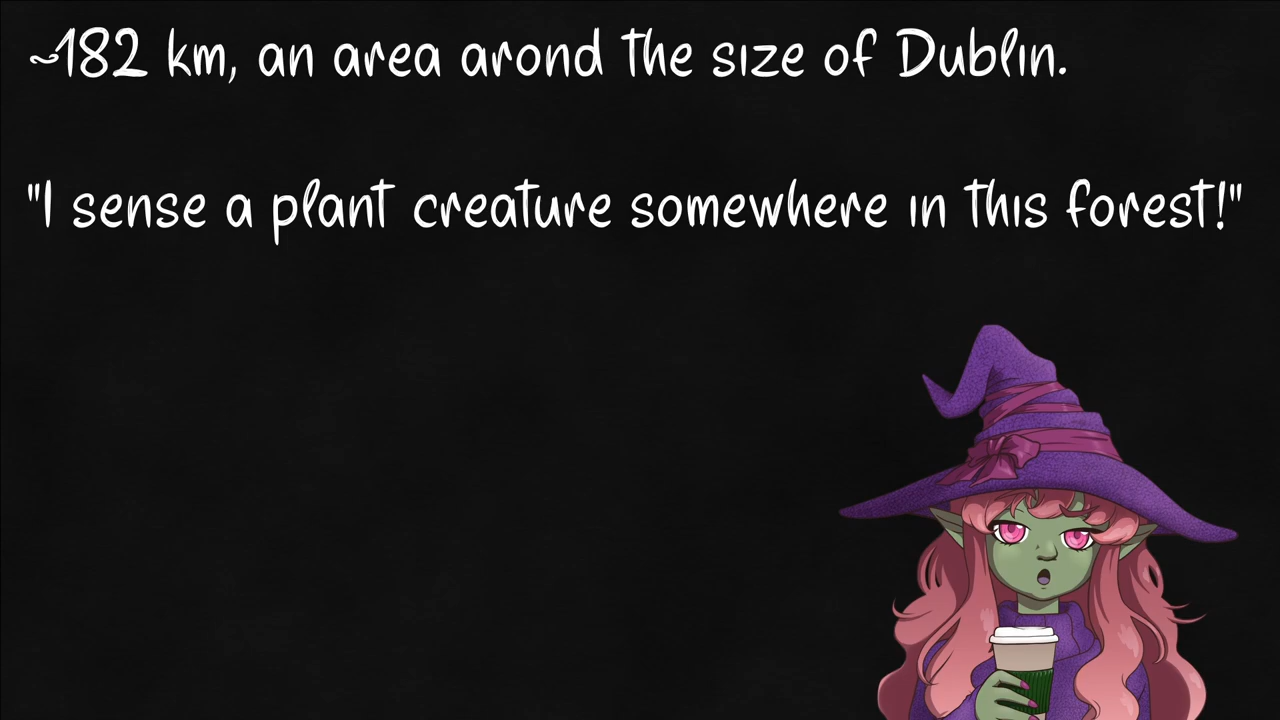 ~182 km, an area arond the size of Dublin.
"I sense a plant creature somewhere in this forest!"